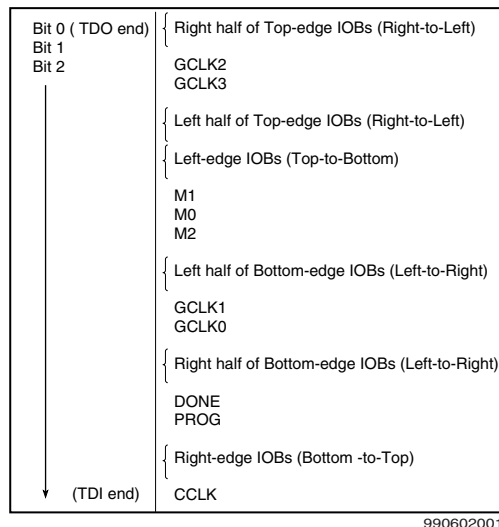 Bit 0 ( TDO end)
Bit 1
Bit 2
Right half of Top-edge IOBs (Right-to-Left)
GCLK2
GCLK3
Left half of Top-edge IOBs (Right-to-Left)
Left-edge IOBs (Top-to-Bottom)
M1
M0
M2
Left half of Bottom-edge IOBs (Left-to-Right)
GCLK1
GCLK0
Right half of Bottom-edge IOBs (Left-to-Right)
DONE
PROG
Right-edge IOBs (Bottom -to-Top)
(TDI end)
CCLK
990602001